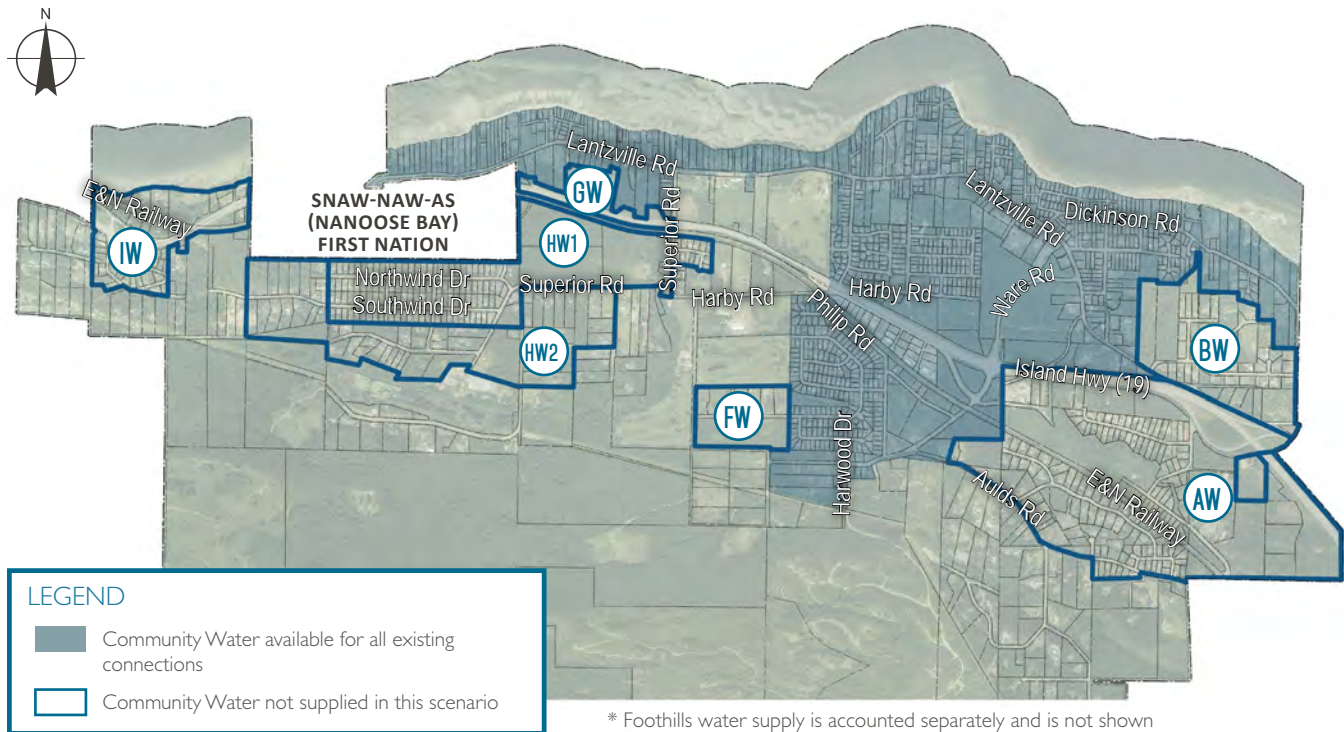 N
Lantzville Rd
GW
E&N Railway
IW
SNAW-NAW-AS
(NANOOSE BAY)
FIRST NATION
HW1
Superior Rd
Lantzville Rd
Dickinson Rd
Northwind Dr
Southwind Dr
Superior Rd
Harby Rd
Harby Rd
Ware Rd
Philip Rd
HW2
BW
Island Hwy (19)
FW
Harwood Dr
Aulds Rd
E&N Railway
AW
LEGEND
Community Water available for all existing
connections
Community Water not supplied in this scenario
* Foothills water supply is accounted separately and is not shown